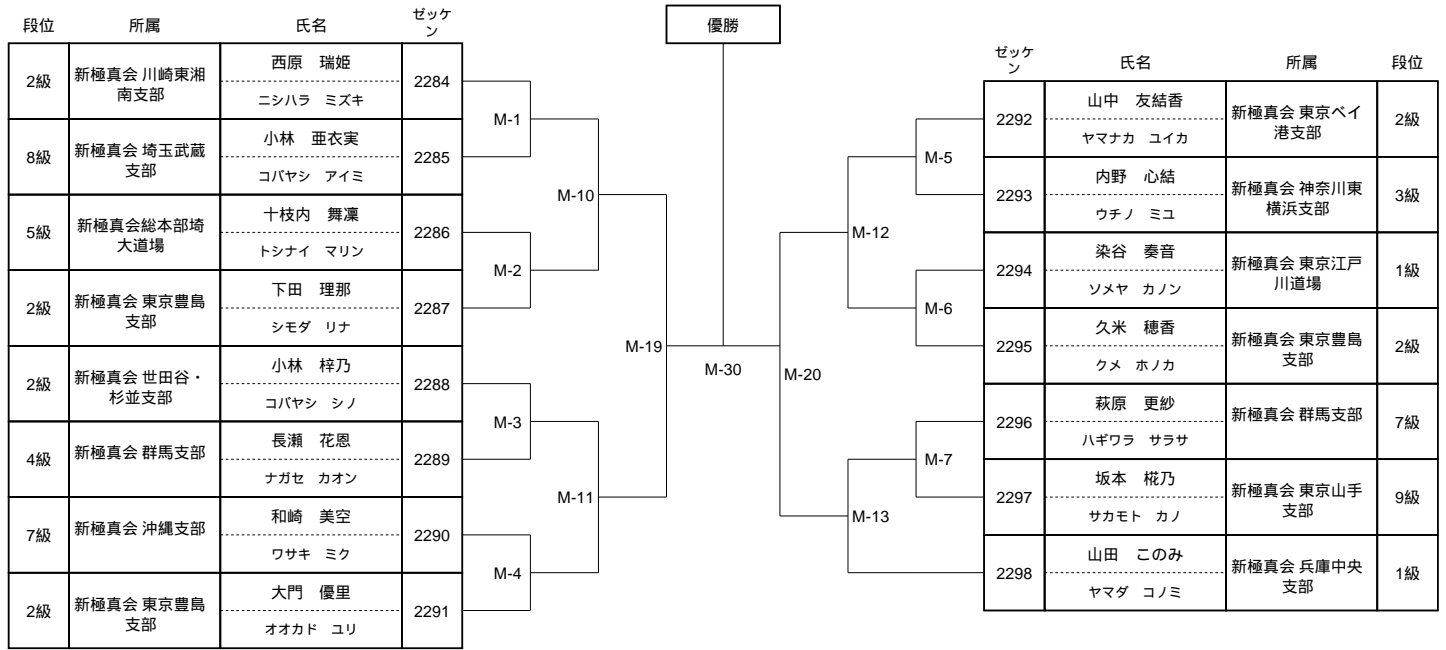 優勝
段位 所属 氏名 ゼッケ
ン
2級 新極真会 川崎東湘
南支部 西原 瑞姫
ニシハラ ミズキ 2284
M-1
8級 新極真会 埼玉武蔵
支部 小林 亜衣実
コバヤシ アイミ 2285
M-10
5級 新極真会総本部埼
大道場 十枝内 舞凜
トシナイ マリン 2286
M-2
2級 新極真会 東京豊島
支部 下田 理那
シモダ リナ 2287
M-19
2級 新極真会 世田谷・
杉並支部 小林 梓乃
コバヤシ シノ 2288
M-3
4級 新極真会 群馬支部 長瀬 花恩
ナガセ カオン 2289
M-11
7級 新極真会 沖縄支部 和崎 美空
ワサキ ミク 2290
M-4
2級 新極真会 東京豊島
支部 大門 優里
オオカド ユリ 2291
M-30
ゼッケ
ン 氏名 所属 段位
2292 山中 友結香
ヤマナカ ユイカ 新極真会 東京ベイ
港支部 2級
M-5
2293 内野 心結
ウチノ ミユ 新極真会 神奈川東
横浜支部 3級
M-12
2294 染谷 奏音
ソメヤ カノン 新極真会 東京江戸
川道場 1級
M-6
2295 久米 穂香
クメ ホノカ 新極真会 東京豊島
支部 2級
M-20
2296 萩原 更紗
ハギワラ サラサ 新極真会 群馬支部 7級
M-7
2297 坂本 椛乃
サカモト カノ 新極真会 東京山手
支部 9級
M-13
2298 山田 このみ
ヤマダ コノミ 新極真会 兵庫中央
支部 1級